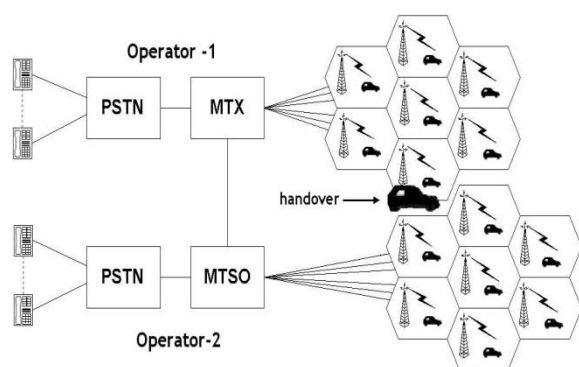 Operator -1
PSTN
MTX
handover
PSTN
MTSO
Operator-2